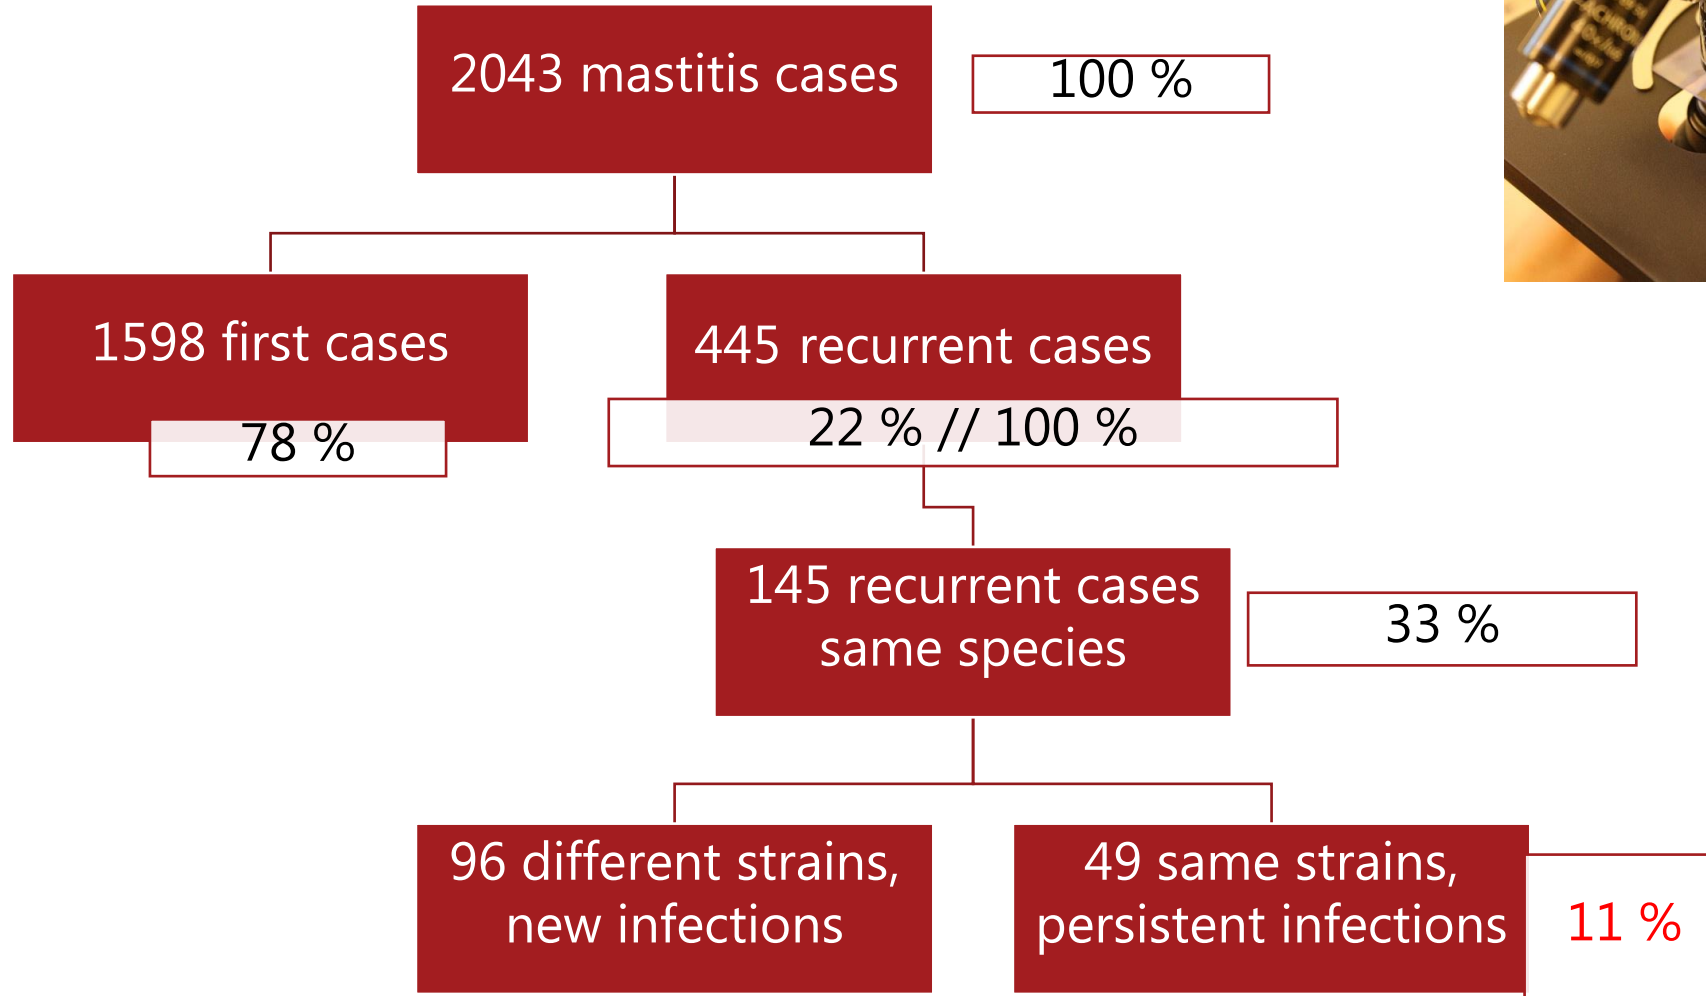 2043 mastitis cases
100 %
1598 first cases
78 %
445 recurrent cases
22 % // 100 %
145 recurrent cases
same species
33 %
96 different strains,
new infections
49 same strains,
persistent infections
11 %